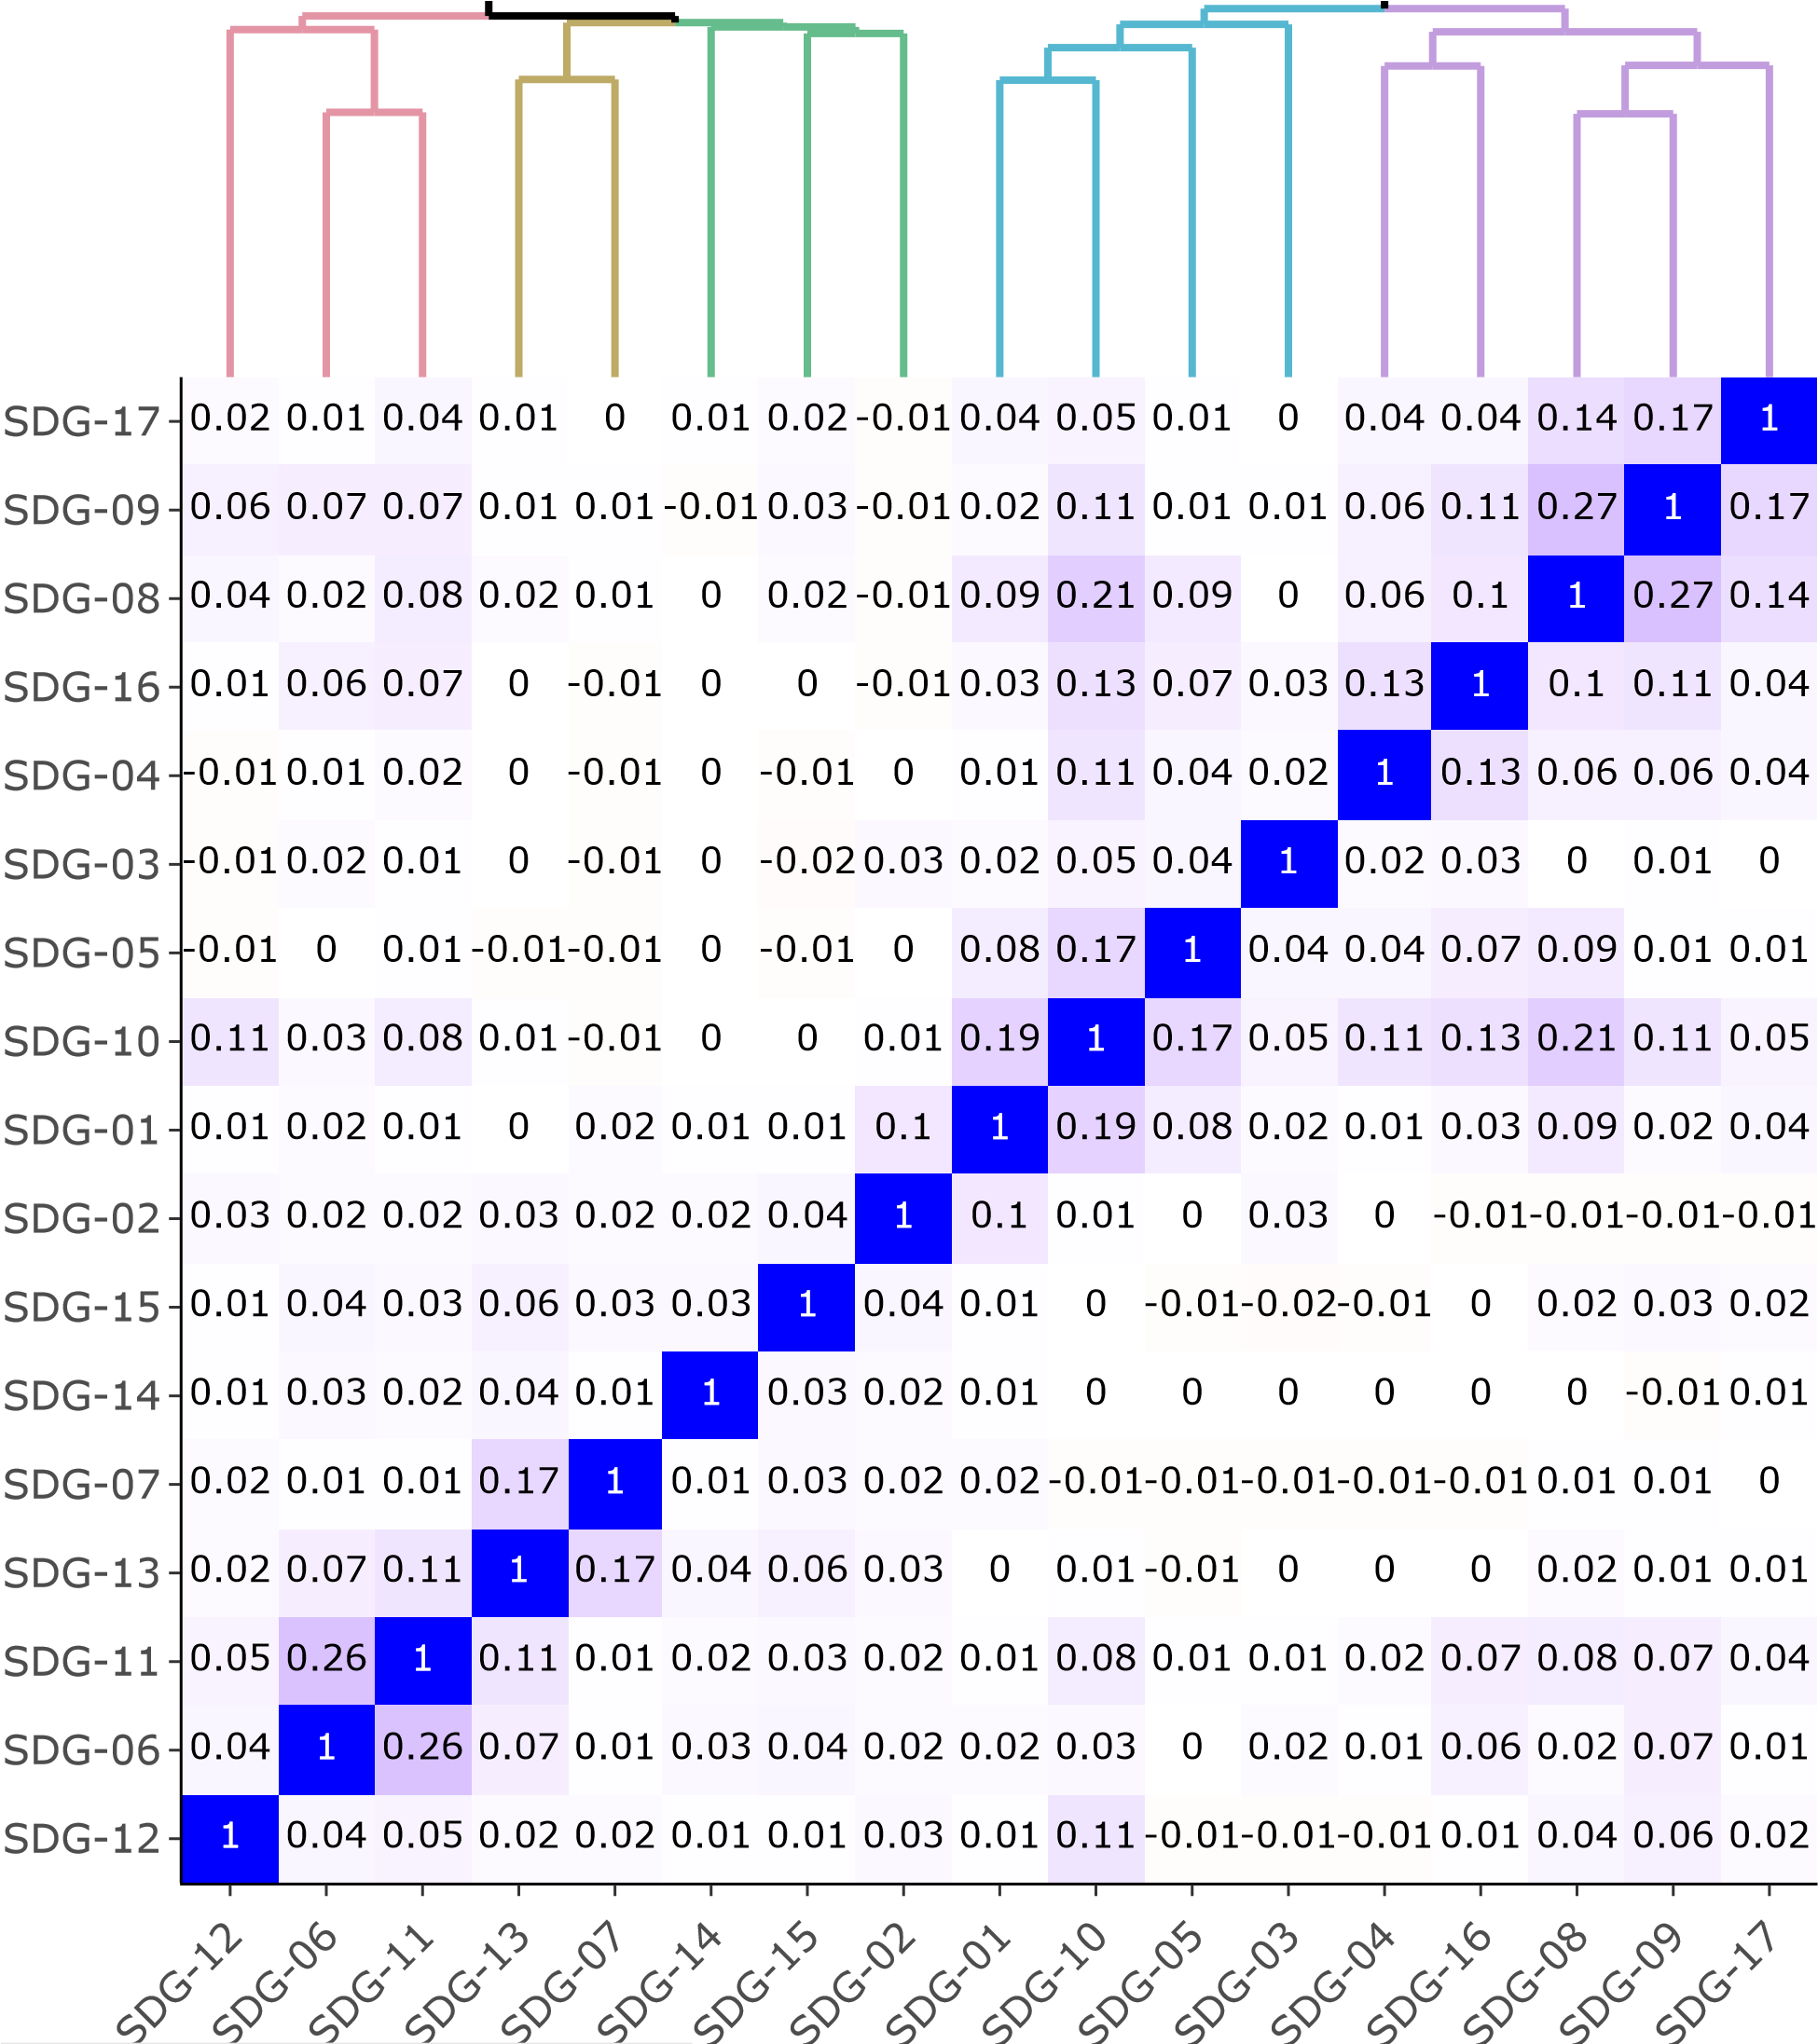 SDG-17 0.02 0.01 0.04 0.01 0 0.01 0.02 -0.01 0.04 0.05 0.01 0 0.04 0.04 0.14 0.17 1
SDG-09 0.06 0.07 0.07 0.01 0.01 -0.01 0.03 -0.01 0.02 0.11 0.01 0.01 0.06 0.11 0.27 1 0.17
SDG-08 0.04 0.02 0.08 0.02 0.01 0 0.02 -0.01 0.09 0.21 0.09 0 0.06 0.1 1 0.27 0.14
SDG-16 0.01 0.06 0.07 0 -0.01 0 0 -0.01 0.03 0.13 0.07 0.03 0.13 1 0.1 0.11 0.04
SDG-04 -0.01 0.01 0.02 0 -0.01 0 -0.01 0 0.01 0.11 0.04 0.02 1 0.13 0.06 0.06 0.04
SDG-03 -0.01 0.02 0.01 0 -0.01 0 -0.02 0.03 0.02 0.05 0.04 1 0.02 0.03 0 0.01 0
SDG-05 -0.01 0 0.01 -0.01 -0.01 0 -0.01 0 0.08 0.17 1 0.04 0.04 0.07 0.09 0.01 0.01
SDG-10 0.11 0.03 0.08 0.01 -0.01 0 0 0.01 0.19 1 0.17 0.05 0.11 0.13 0.21 0.11 0.05
SDG-01 0.01 0.02 0.01 0 0.02 0.01 0.01 0.1 1 0.19 0.08 0.02 0.01 0.03 0.09 0.02 0.04
SDG-02 0.03 0.02 0.02 0.03 0.02 0.02 0.04 1 0.1 0.01 0 0.03 0 -0.01 -0.01 -0.01 -0.01
SDG-15 0.01 0.04 0.03 0.06 0.03 0.03 1 0.04 0.01 0 -0.01 -0.02 -0.01 0 0.02 0.03 0.02
SDG-14 0.01 0.03 0.02 0.04 0.01 1 0.03 0.02 0.01 0 0 0 0 0 0 -0.01 0.01
SDG-07 0.02 0.01 0.01 0.17 1 0.01 0.03 0.02 0.02 -0.01 -0.01 -0.01 -0.01 -0.01 0.01 0.01 0
SDG-13 0.02 0.07 0.11 1 0.17 0.04 0.06 0.03 0 0.01 -0.01 0 0 0 0.02 0.01 0.01
SDG-11 0.05 0.26 1 0.11 0.01 0.02 0.03 0.02 0.01 0.08 0.01 0.01 0.02 0.07 0.08 0.07 0.04
SDG-06 0.04 1 0.26 0.07 0.01 0.03 0.04 0.02 0.02 0.03 0 0.02 0.01 0.06 0.02 0.07 0.01
SDG-12 1 0.04 0.05 0.02 0.02 0.01 0.01 0.03 0.01 0.11 -0.01 -0.01 -0.01 0.01 0.04 0.06 0.02
SDG-12 SDG-06 SDG-11 SDG-13 SDG-07 SDG-14 SDG-15 SDG-02 SDG-01 SDG-10 SDG-05 SDG-03 SDG-04 SDG-16 SDG-08 SDG-09 SDG-17